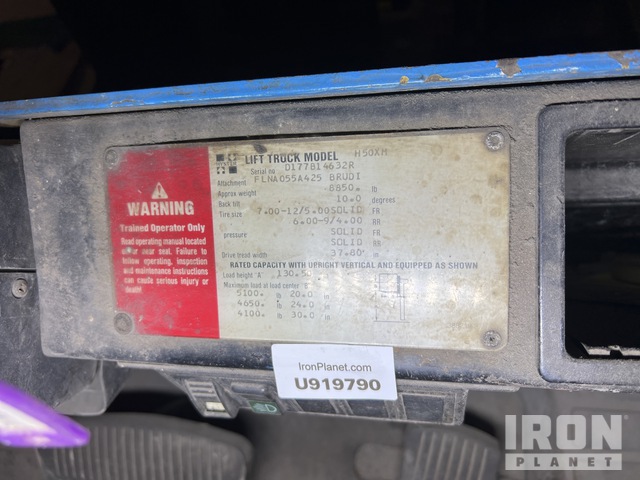 HYSTER
LIFT TRUCK MODEL H50XM
Serial no D177B14632R
Attachment FLNA055A425 BRUDI
Approx weight 8850. lb
Back tilt 10.0 degrees
Tire size 7.00-12/5.00SOLID FR
6.00-9/4.00 RR
pressure SOLID FR
SOLID RR
Drive tread width 37.80 in
RATED CAPACITY WITH UPRIGHT VERTICAL AND EQUIPPED AS SHOWN
Load height "A" 130.5
Maximum load at load center "B"
5100. lb 20.0 in
4650. lb 24.0 in
4100. lb 30.0 in
WARNING
Trained Operator Only
Read operating manual located
under seat. Failure to
follow operating, inspection
and maintenance instructions
can cause serious injury or
death!
IronPlanet.com
U919790
IRON
PLANET